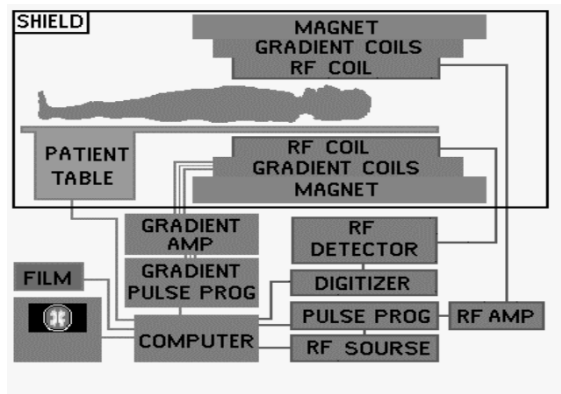 SHIELD
MAGNET
GRADIENT COILS
RF COIL
RF COIL
GRADIENT COILS
MAGNET
PATIENT
TABLE
GRADIENT
AMP
RF
DETECTOR
GRADIENT
PULSE PROG
FILM
DIGITIZER
PULSE PROG
RF AMP
COMPUTER
RF SOURSE